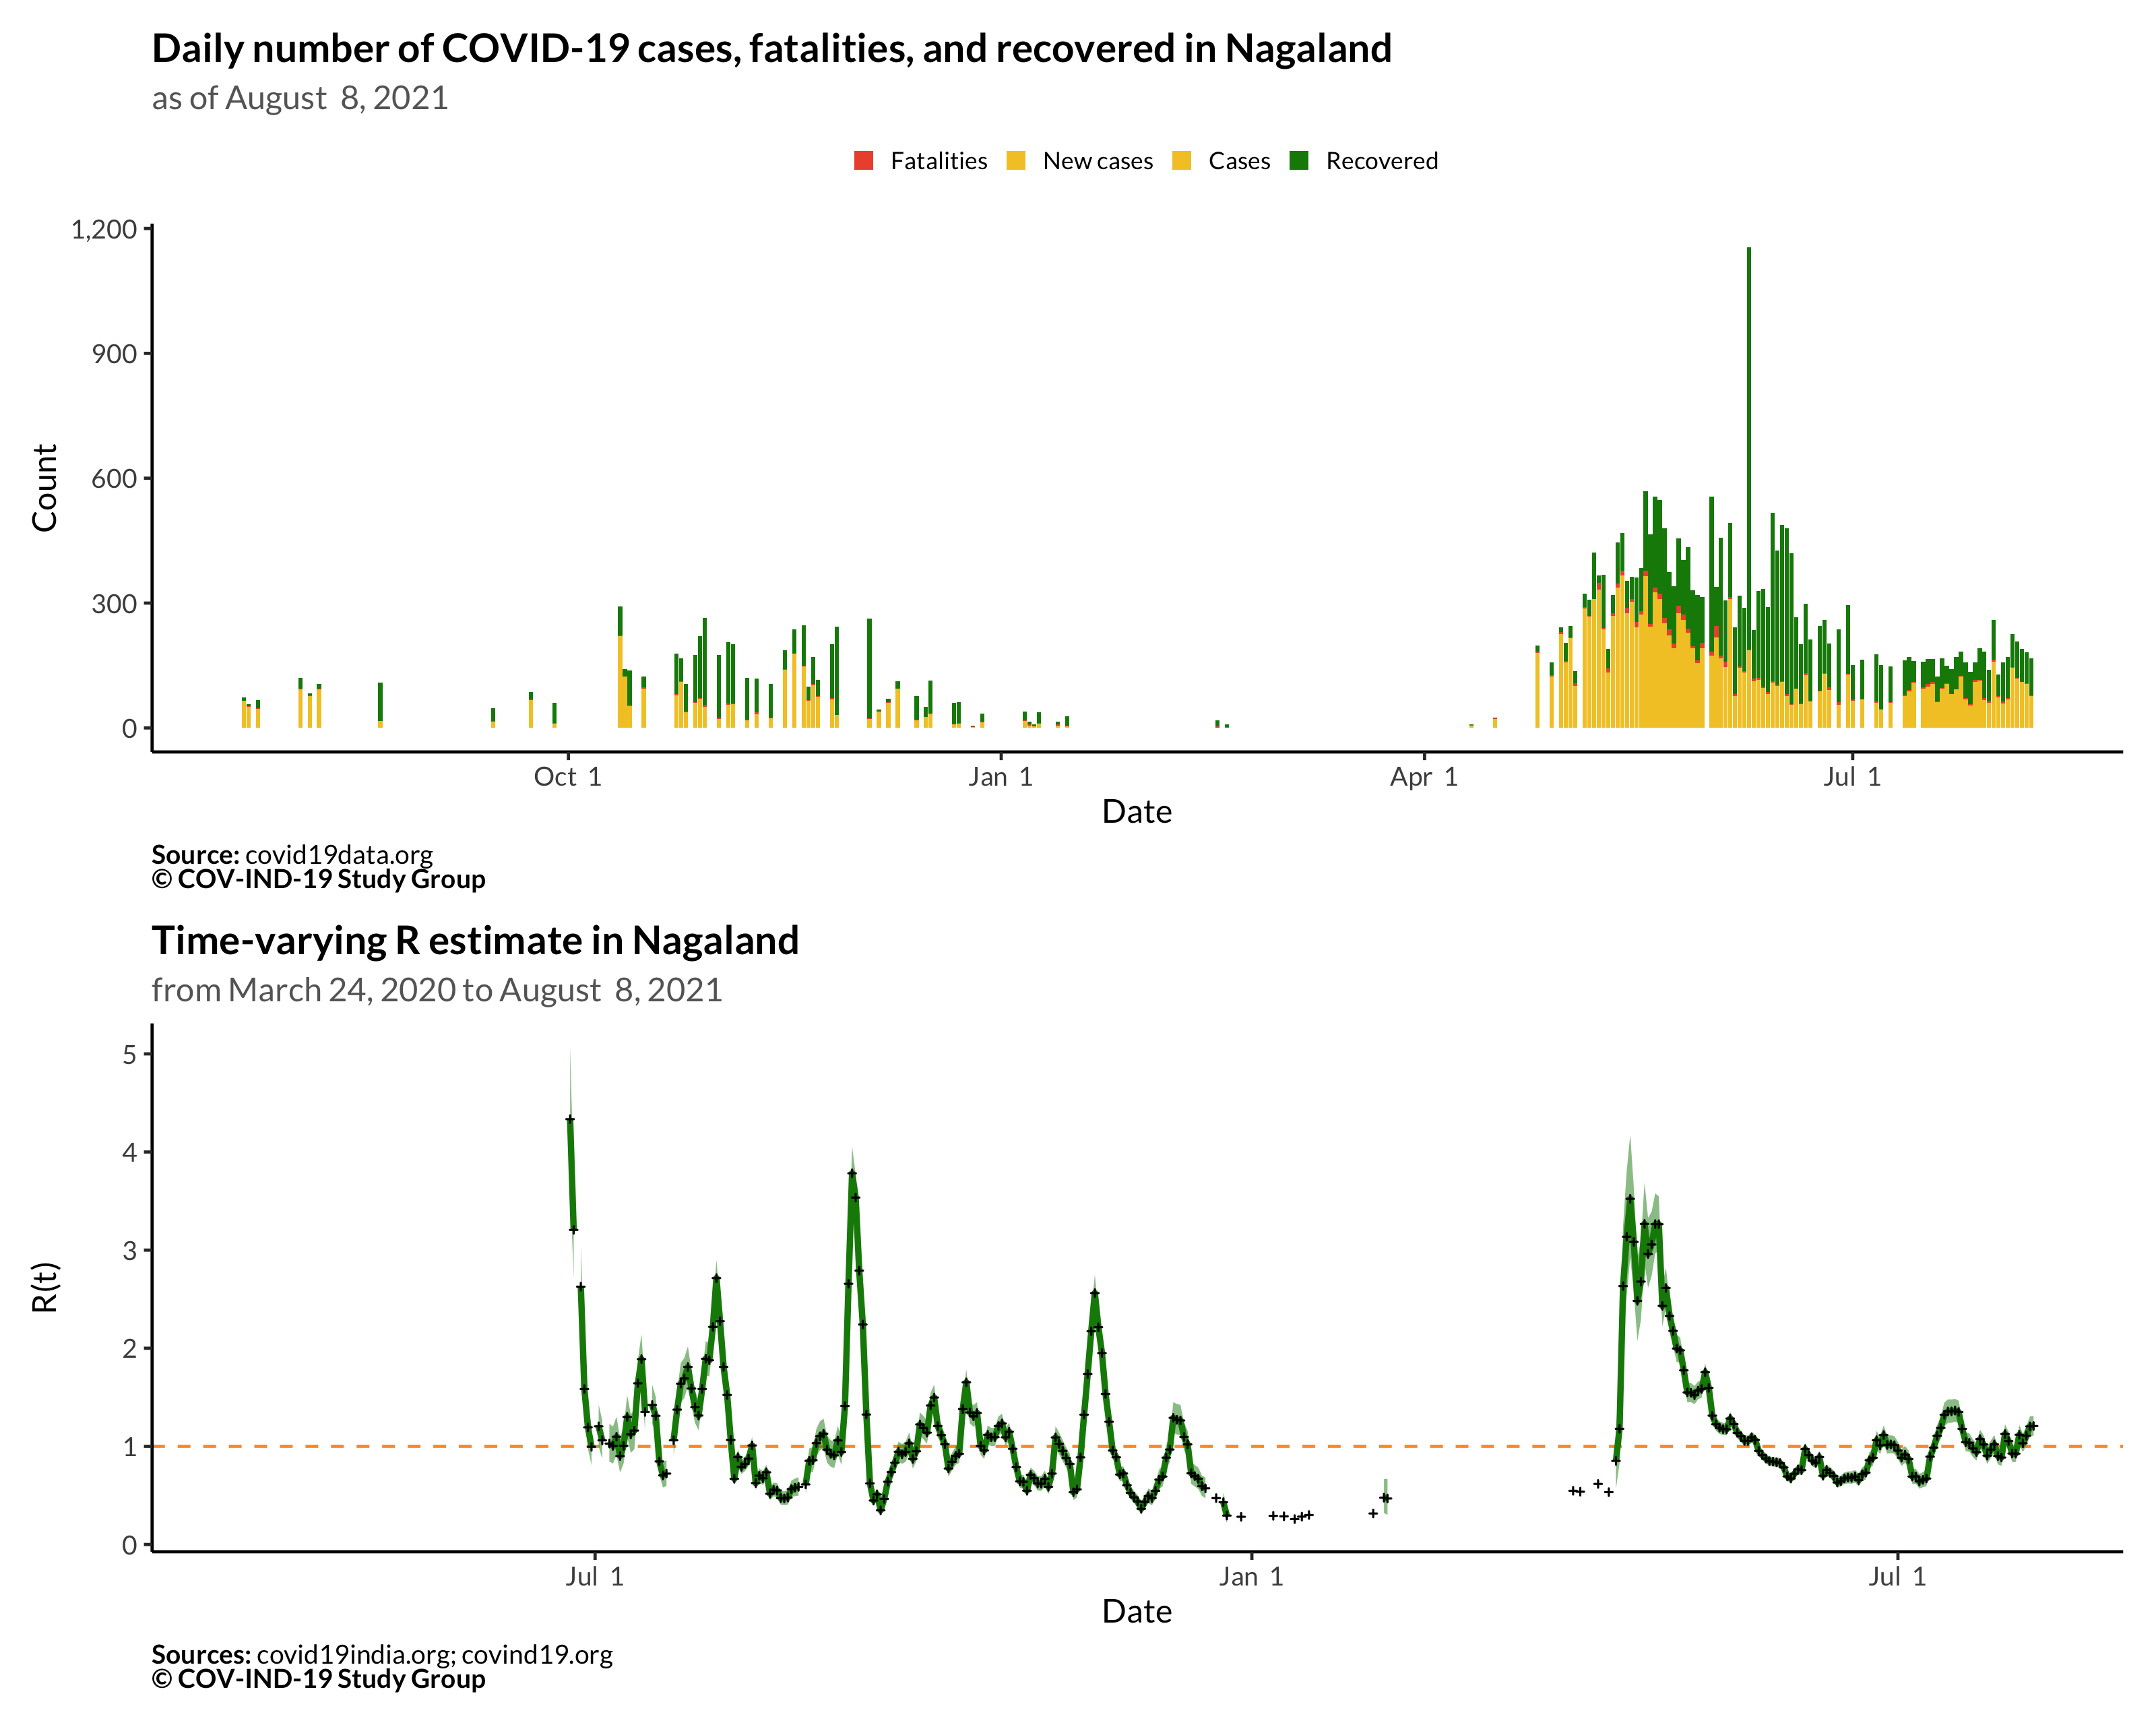 Daily number of COVID-19 cases, fatalities, and recovered in Nagaland
as of August  8, 2021
Fatalities New cases Cases Recovered
1,200
900
600
300
0
Count
Oct  1 Jan  1 Apr  1 Jul  1
Date
Source: covid19data.org
© COV-IND-19 Study Group
Time-varying R estimate in Nagaland
from March 24, 2020 to August  8, 2021
5
4
3
2
1
0
R(t)
Jul  1 Jan  1 Jul  1
Date
Sources: covid19india.org; covind19.org
© COV-IND-19 Study Group